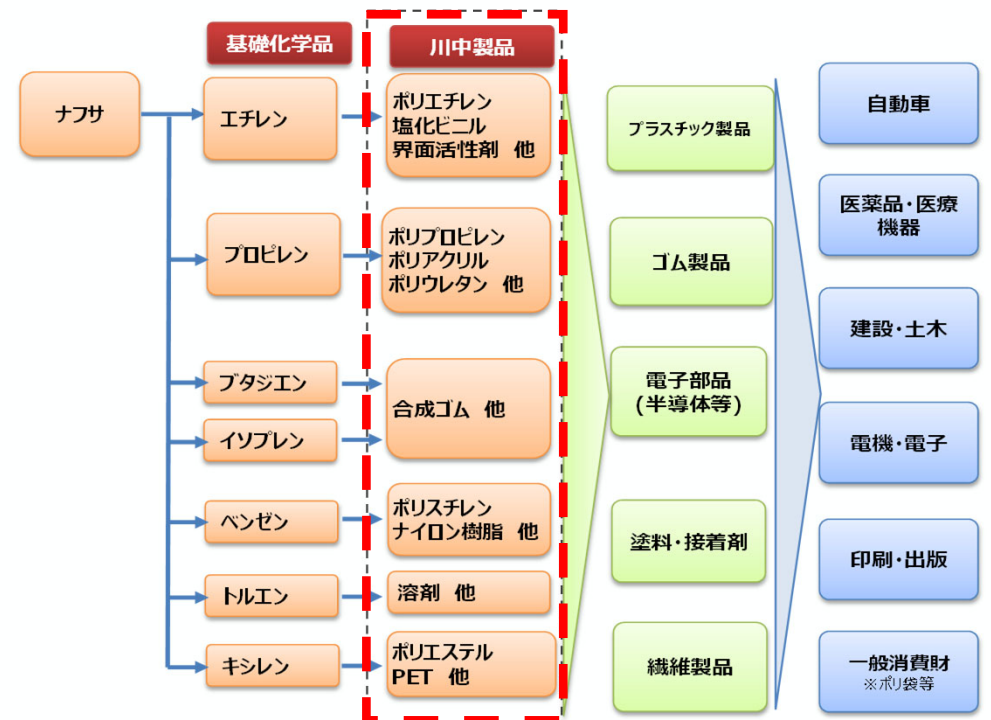 基礎化学品
川中製品
ナフサ
エチレン
ポリエチレン
塩化ビニル
界面活性剤 他
プロピレン
ポリプロピレン
ポリアクリル
ポリウレタン 他
ブタジエン
イソプレン
合成ゴム 他
ベンゼン
ポリスチレン
ナイロン樹脂 他
トルエン
溶剤 他
キシレン
ポリエステル
PET 他
プラスチック製品
ゴム製品
電子部品
(半導体等)
塗料・接着剤
繊維製品
自動車
医薬品・医療
機器
建設・土木
電機・電子
印刷・出版
一般消費財
※ポリ袋等